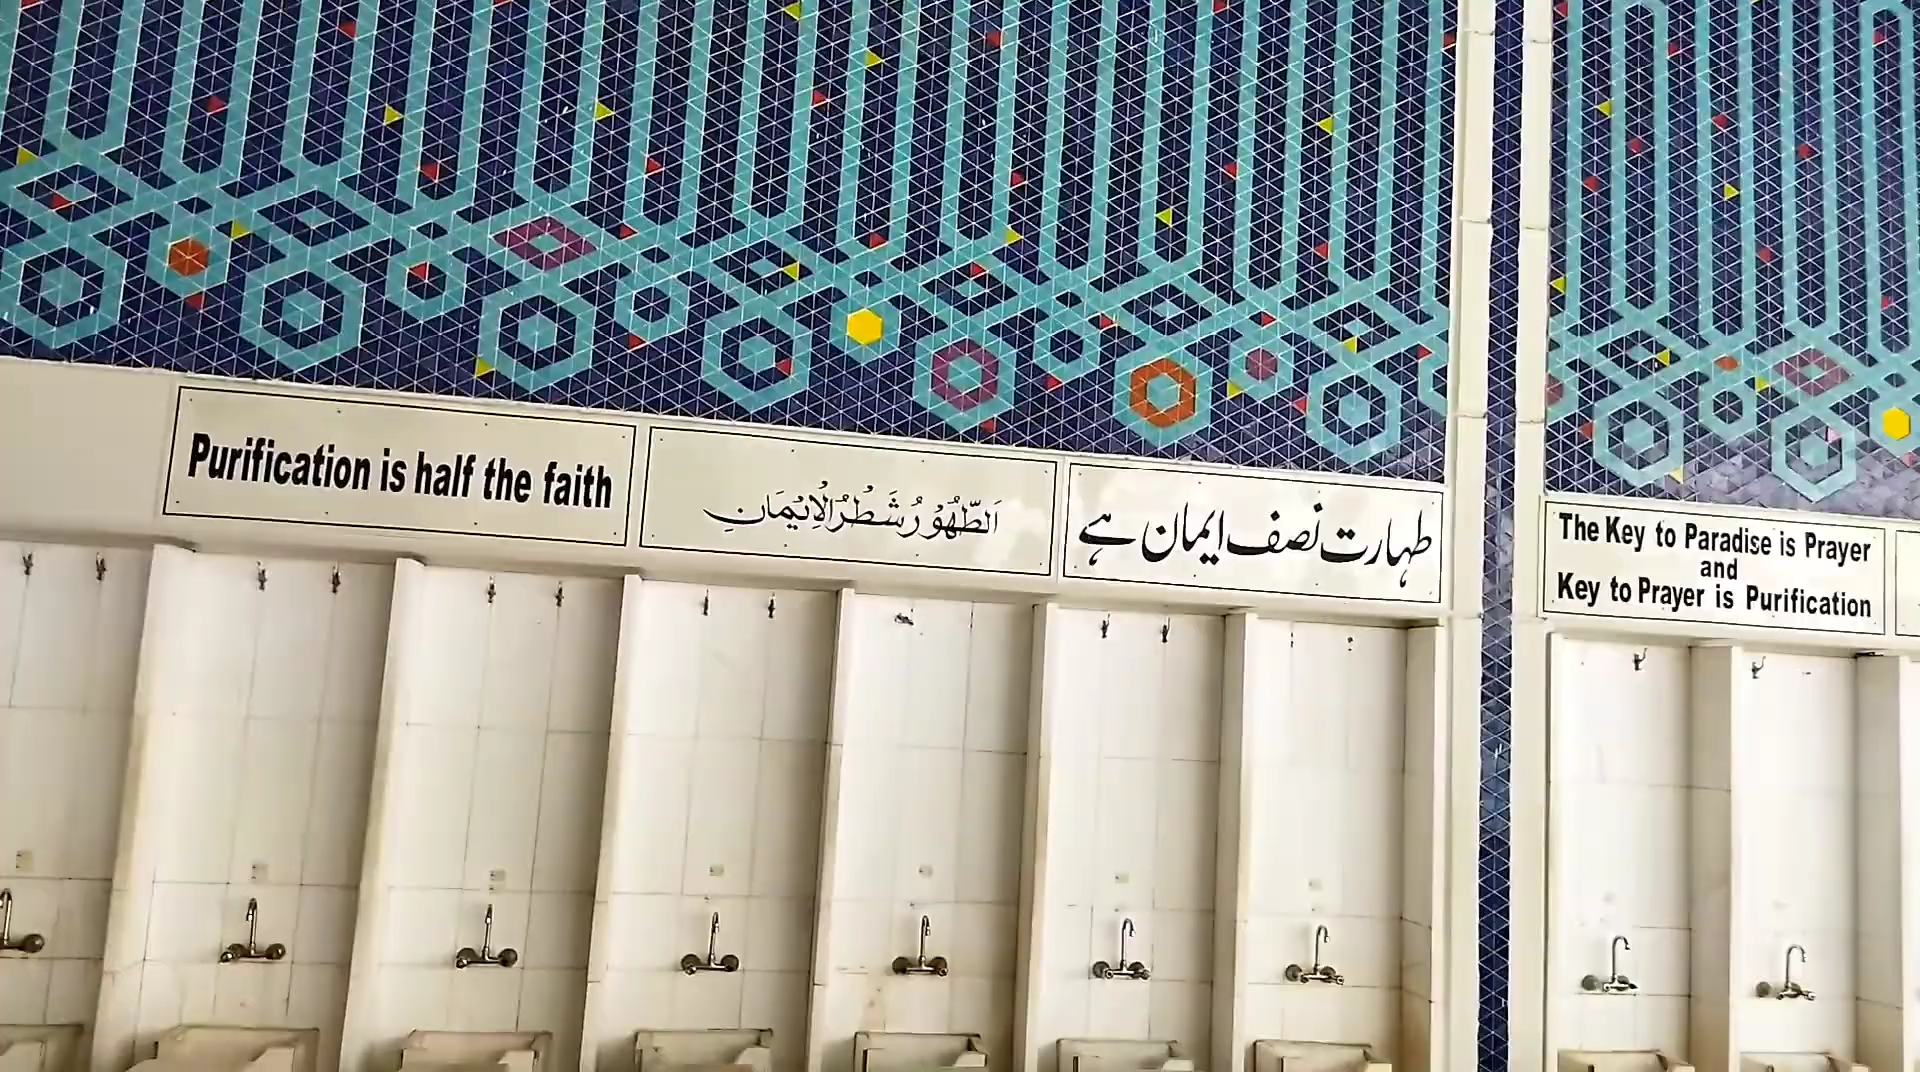 Purification is half the faith
اَلطَّهُوْرُ شَطْرُ الْاِيْمَانِ
طہارت نصف ایمان ہے
The Key to Paradise is Prayer
and
Key to Prayer is Purification